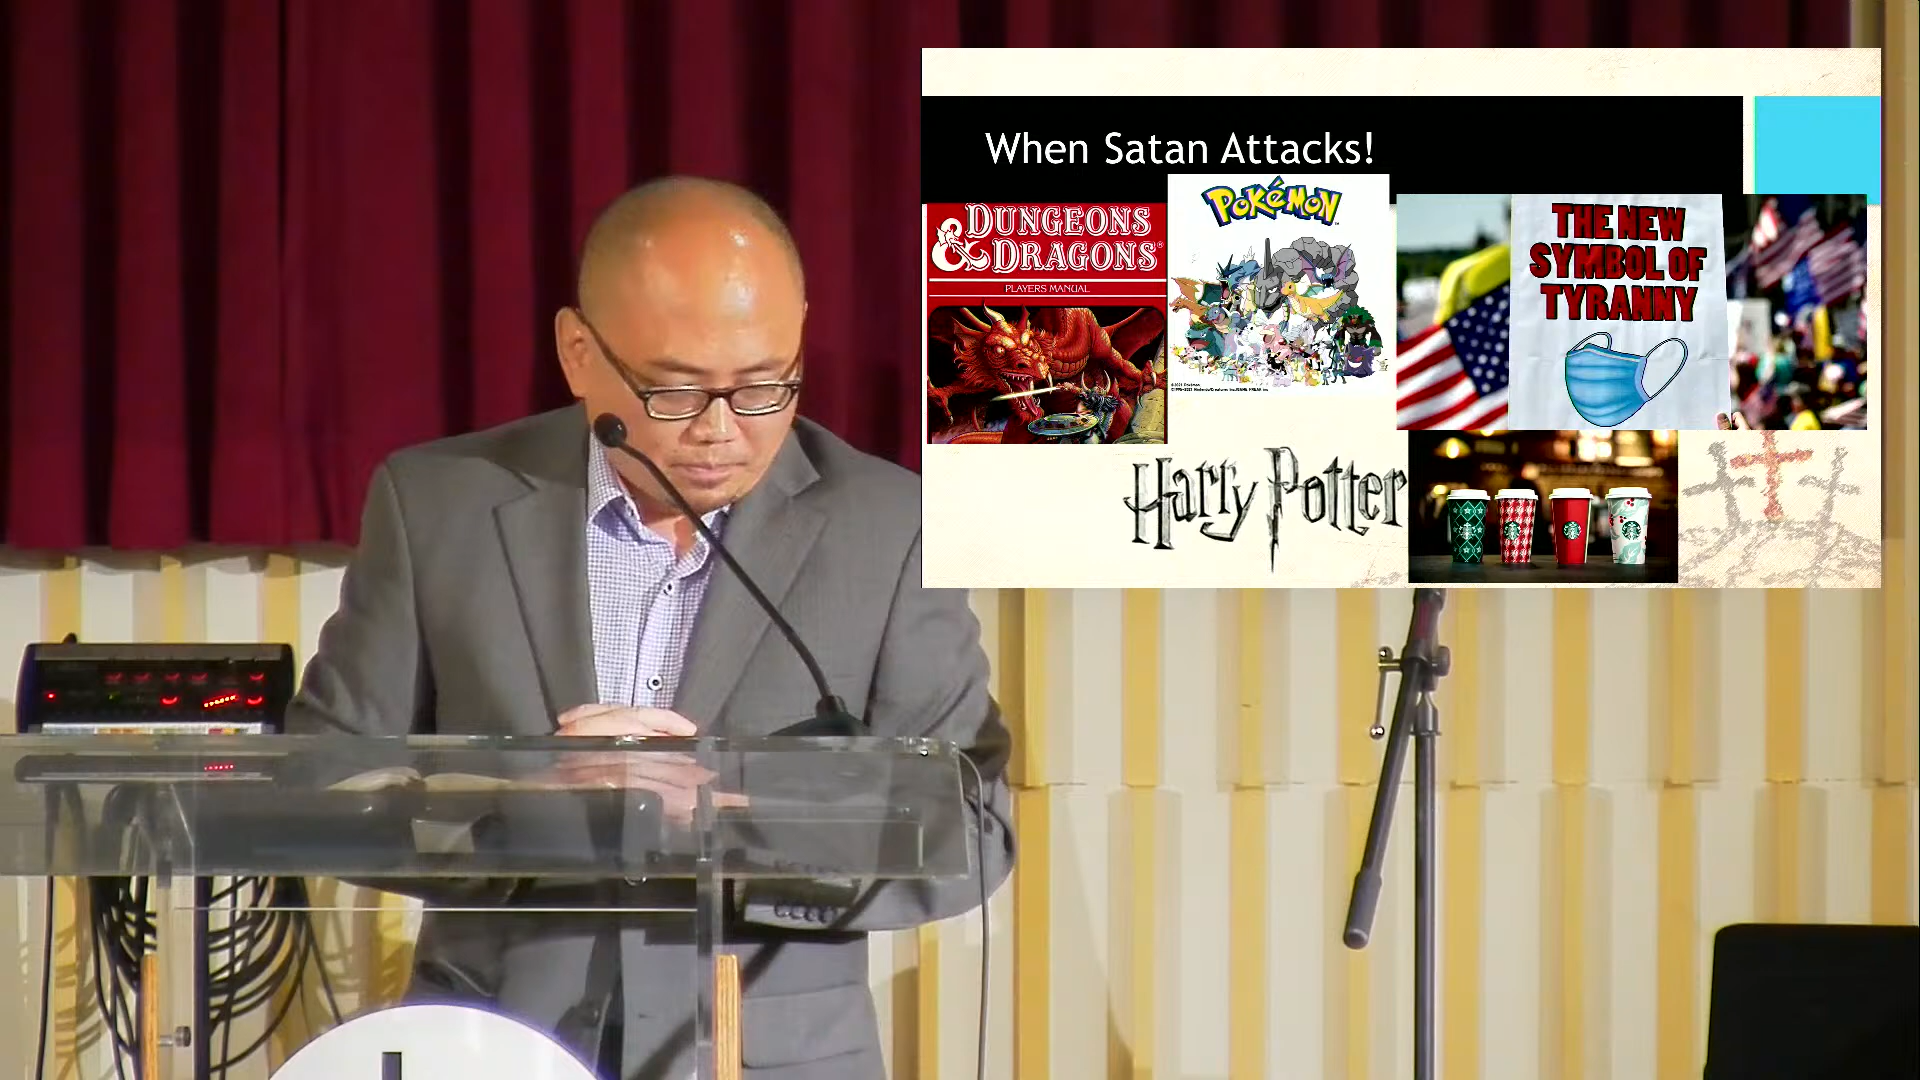 When Satan Attacks!
DUNGEONS
& DRAGONS®
PLAYERS MANUAL
POKéMON
THE NEW
SYMBOL OF
TYRANNY
Harry Potter